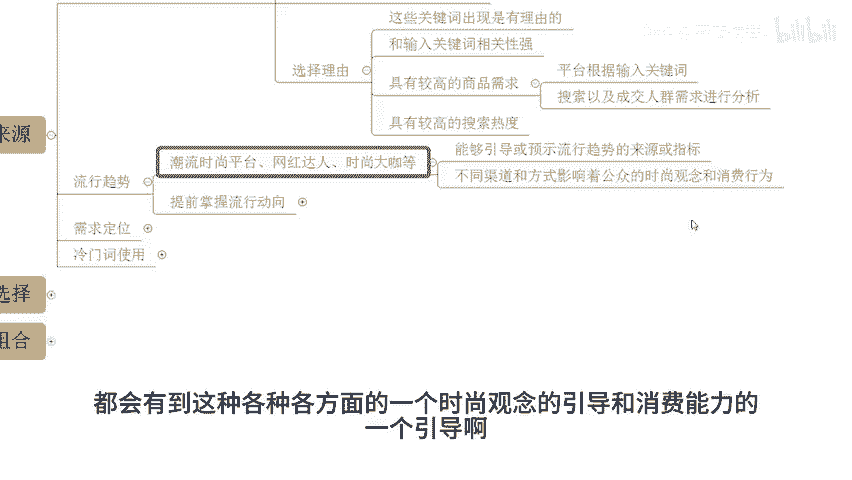 这些关键词出现是有理由的
和输入关键词相关性强
选择理由
具有较高的商品需求
平台根据输入关键词
搜索以及成交人群需求进行分析
具有较高的搜索热度
来源
流行趋势
潮流时尚平台、网红达人、时尚大咖等
能够引导或预示流行趋势的来源或指标
不同渠道和方式影响着公众的时尚观念和消费行为
提前掌握流行动向
需求定位
冷门词使用
选择
组合
都会有到这种各种各方面的一个时尚观念的引导和消费能力的
一个引导啊
bilibili